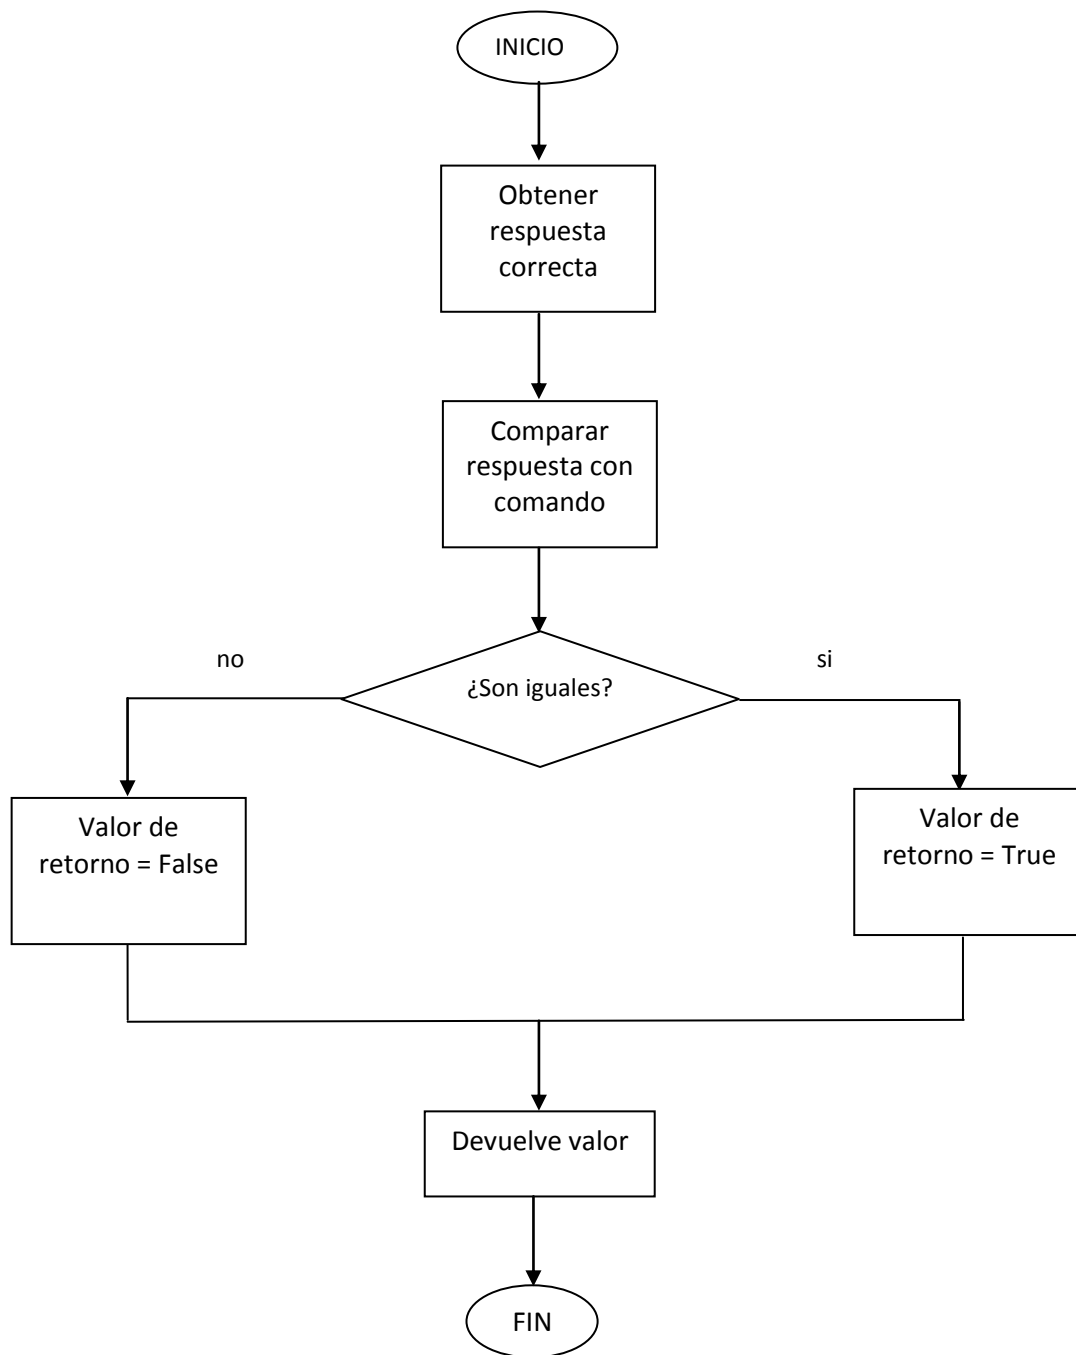 INICIO
Obtener
respuesta
correcta
Comparar
respuesta con
comando
no
si
¿Son iguales?
Valor de
retorno = False
Valor de
retorno = True
Devuelve valor
FIN